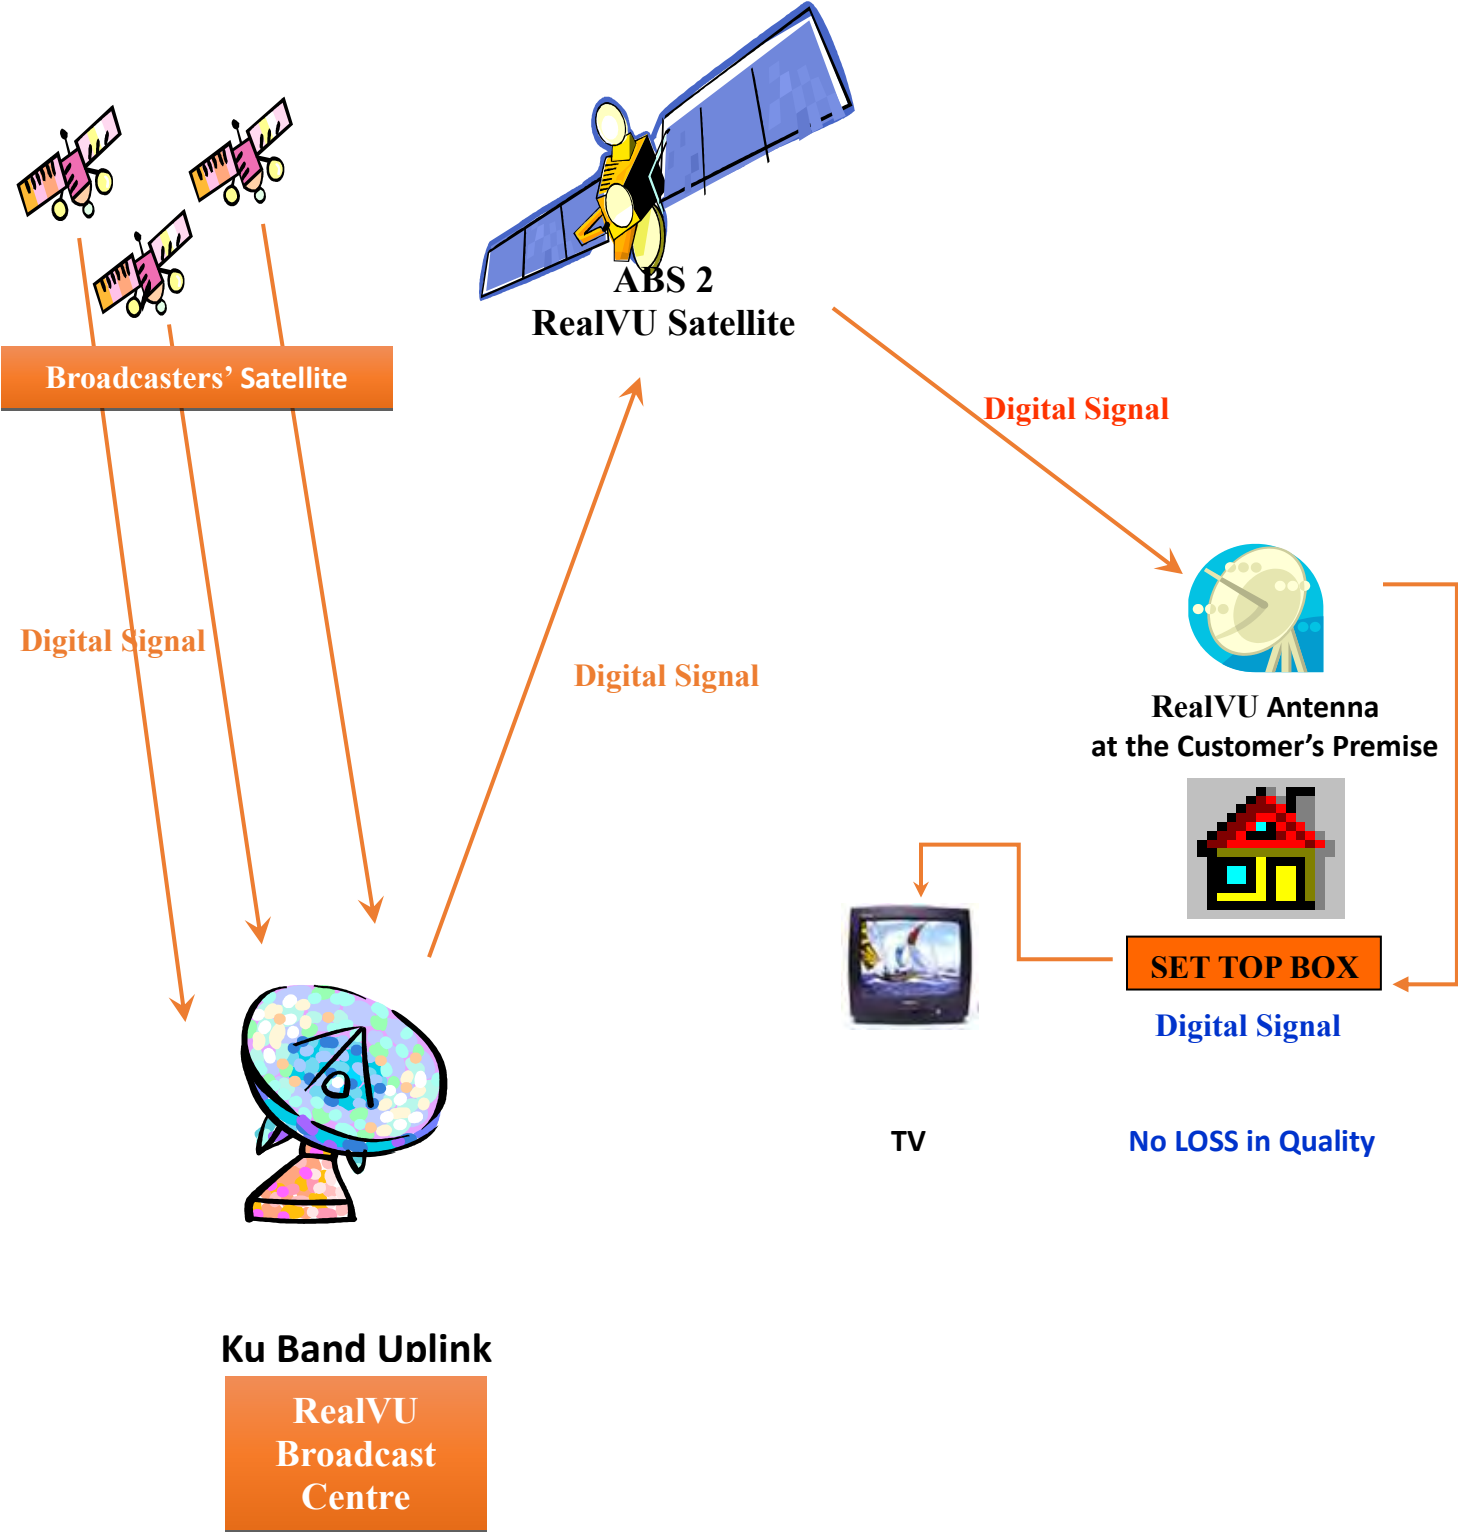 ABS 2
RealVU Satellite
Broadcasters’ Satellite
Digital Signal
Digital Signal
Digital Signal
RealVU Antenna
at the Customer’s Premise
SET TOP BOX
Digital Signal
TV
No LOSS in Quality
Ku Band Uplink
RealVU
Broadcast
Centre